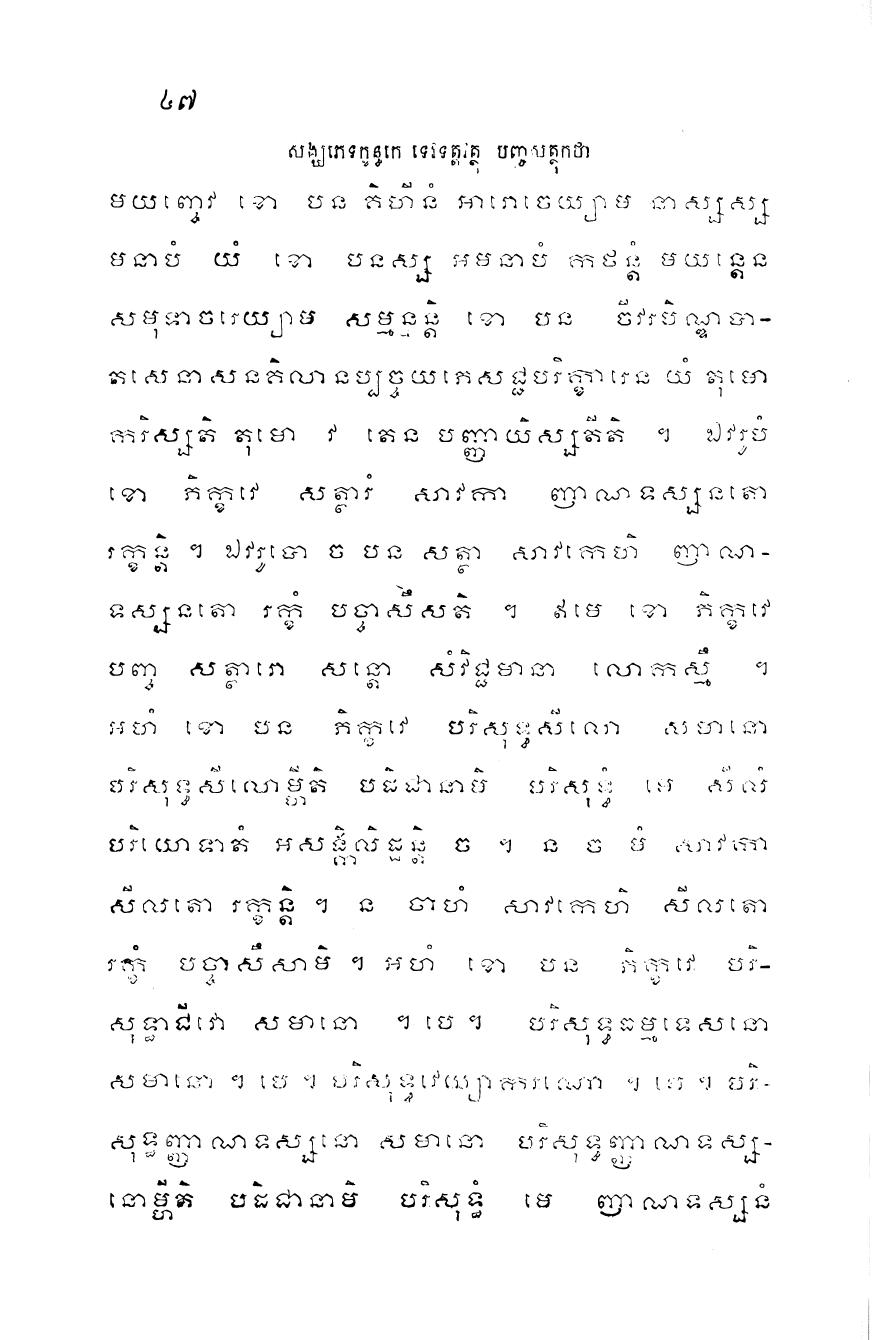 ៤៧
សង្ឃភេទក្ខន្ធកេ ទេវទត្តវត្ថុ បញ្ចសត្ថុកថា
មយញ្ចេវ ខោ បន គិហីនំ អារោចេយ្យាម នាស្សស្ស
មនាបំ យំ ខោ បនស្ស អមនាបំ កថន្តំ មយន្តេន
សមុទាចរេយ្យាម សម្មន្នន្តិ ខោ បន ចីវរបិណ្ឌបា-
តសេនាសនគិលានប្បច្ចយភេសជ្ជបរិក្ខារេន យំ តុមោ
ករិស្សតិ តុមោ វ តេន បញ្ញាយិស្សតីតិ ។ ឯវរូបំ
ខោ ភិក្ខវេ សត្ថារំ សាវកា ញាណទស្សនតោ
រក្ខន្តិ ។ ឯវរូបោ ច បន សត្ថា សាវកេហិ ញាណ-
ទស្សនតោ រក្ខំ បច្ចាសឹសតិ ។ ឥមេ ខោ ភិក្ខវេ
បញ្ច សត្ថារោ សន្តោ សំវិជ្ជមានា លោកស្មឹ ។
អហំ ខោ បន ភិក្ខវេ បរិសុទ្ធសីលោ សមានោ
បរិសុទ្ធសីលោម្ហីតិ បដិជានាមិ បរិសុទ្ធំ មេ សីលំ
បរិយោទាតំ អសង្កិលិដ្ឋន្តិ ច ។ ន ច មំ សាវកា
សីលតោ រក្ខន្តិ ។ ន ចាហំ សាវកេហិ សីលតោ
រក្ខំ បច្ចាសឹសាមិ ។ អហំ ខោ បន ភិក្ខវេ បរិ-
សុទ្ធាជីវោ សមានោ ។ បេ ។ បរិសុទ្ធធម្មទេសនោ
សមានោ ។ បេ ។ បរិសុទ្ធវេយ្យាករណោ ។ បេ ។ បរិ-
សុទ្ធញ្ញាណទស្សនោ សមានោ បរិសុទ្ធញ្ញាណទស្ស-
នោម្ហីតិ បដិជានាមិ បរិសុទ្ធំ មេ ញាណទស្សនំ